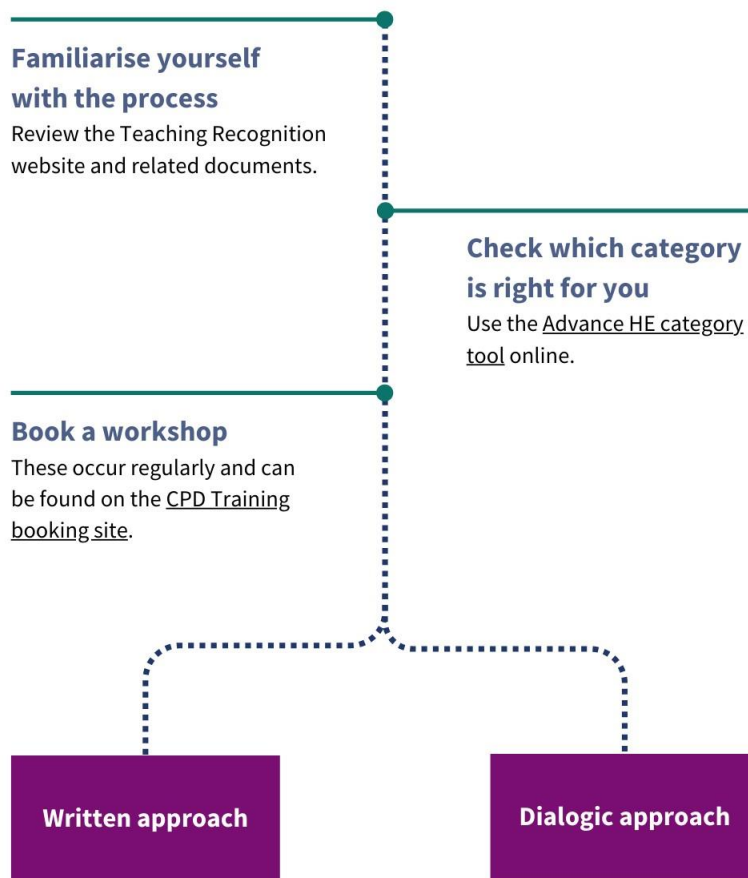 Familiarise yourself
with the process
Review the Teaching Recognition
website and related documents.
Check which category
is right for you
Use the Advance HE category
tool online.
Book a workshop
These occur regularly and can
be found on the CPD Training
booking site.
Written approach
Dialogic approach